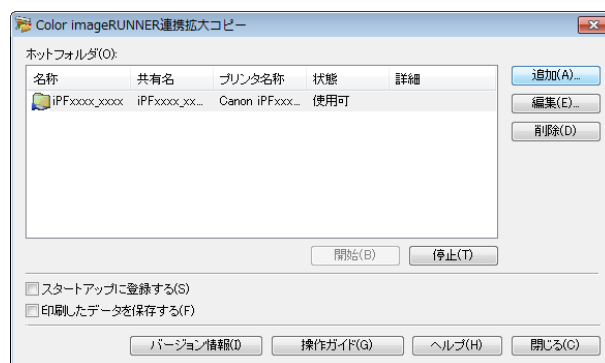 Color imageRUNNER連携拡大コピー
ホットフォルダ(O):
名称 共有名 プリンタ名称 状態 詳細
iPFxxxx_xxxx iPFxxxx_xx... Canon iPFxxx... 使用可
追加(A)...
編集(E)...
削除(D)
開始(B) 停止(T)
スタートアップに登録する(S)
印刷したデータを保存する(F)
バージョン情報(I) 操作ガイド(G) ヘルプ(H) 閉じる(C)